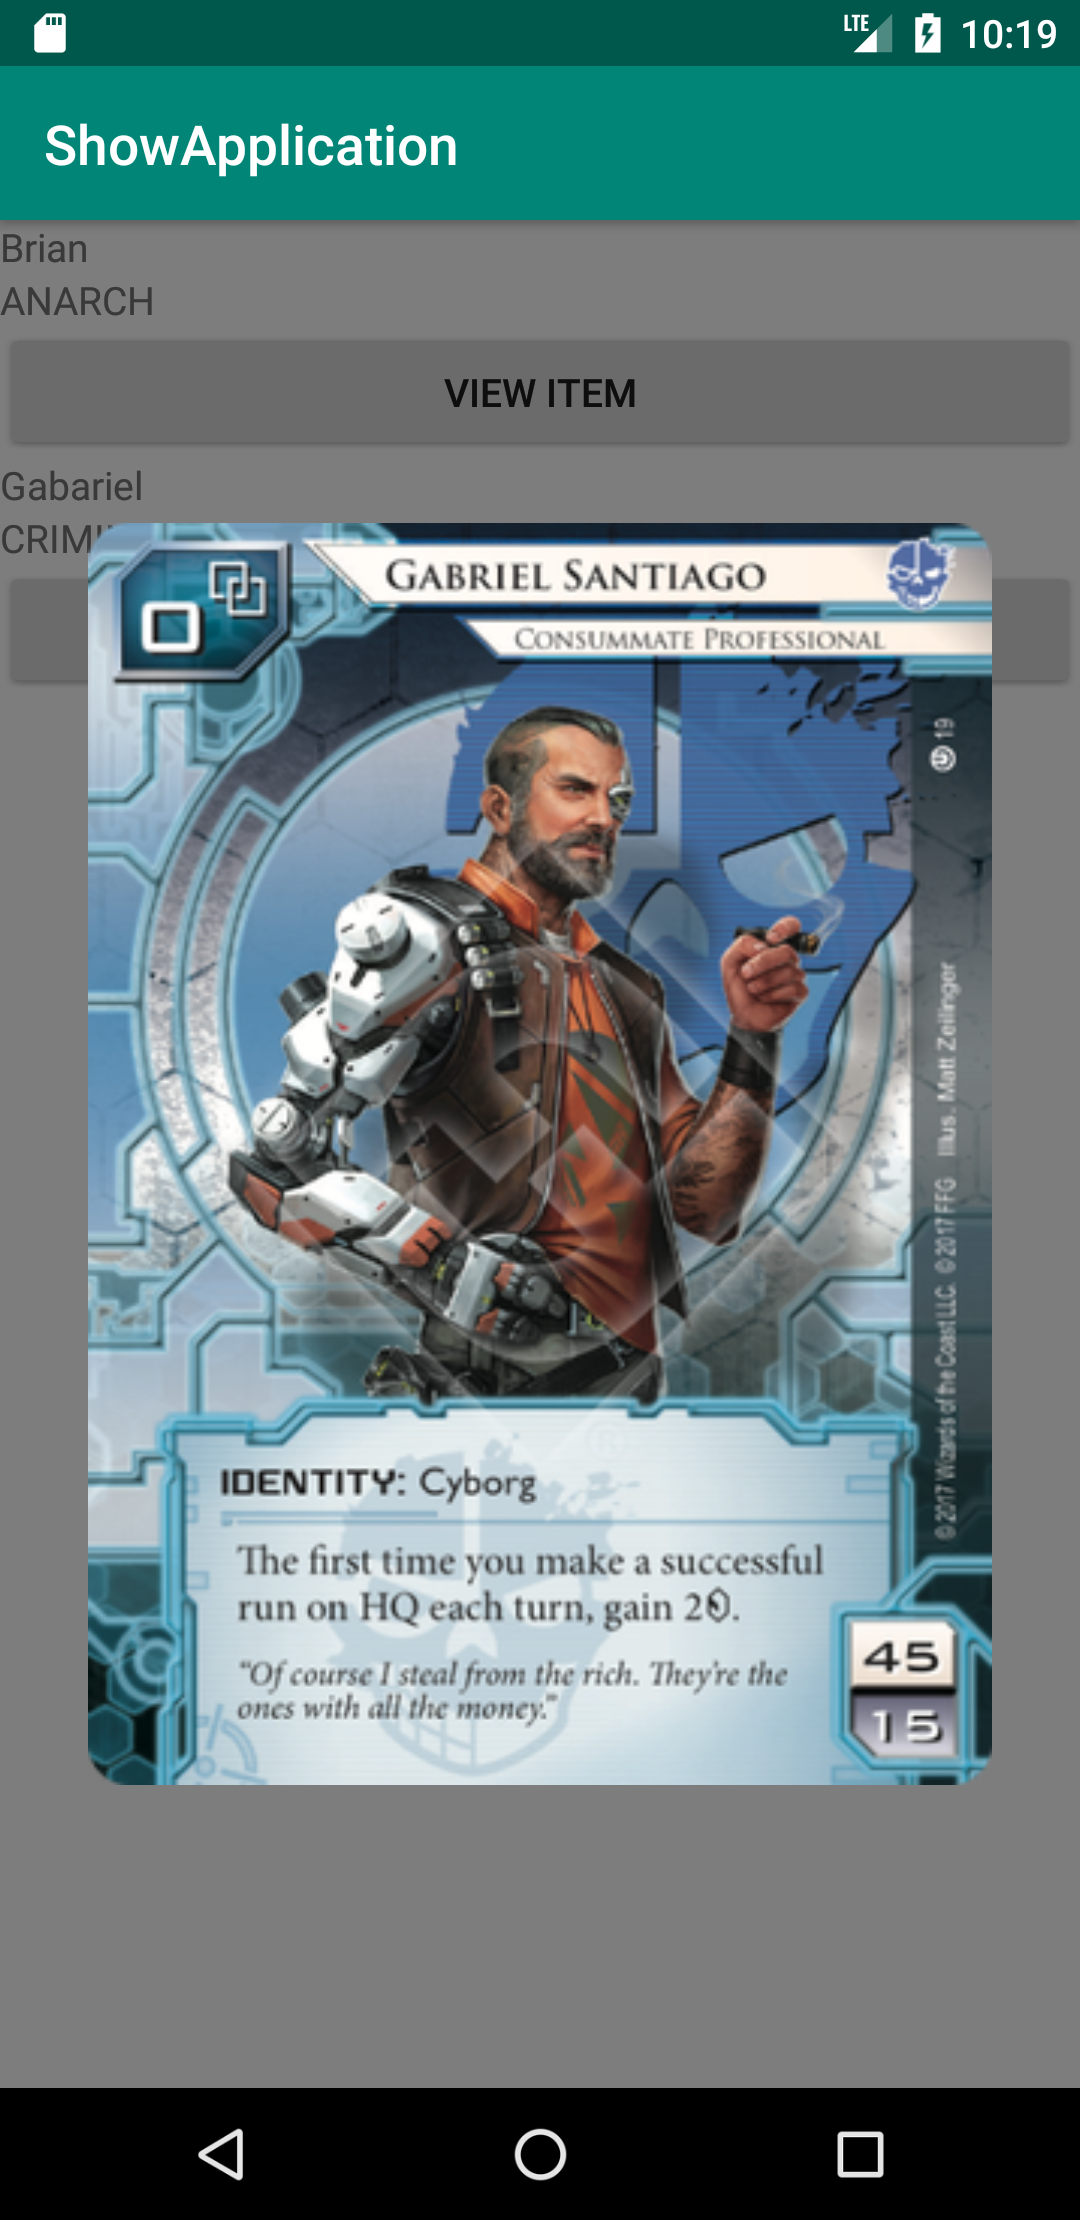 LTE 10:19
ShowApplication
Brian
ANARCH
VIEW ITEM
Gabariel
GABRIEL SANTIAGO
CONSUMMATE PROFESSIONAL
19
Illus. Matt Zeilinger
© 2017 Wizards of the Coast LLC. © 2017 FFG
IDENTITY: Cyborg
The first time you make a successful
run on HQ each turn, gain 2.
"Of course I steal from the rich. They're the
ones with all the money."
45
15